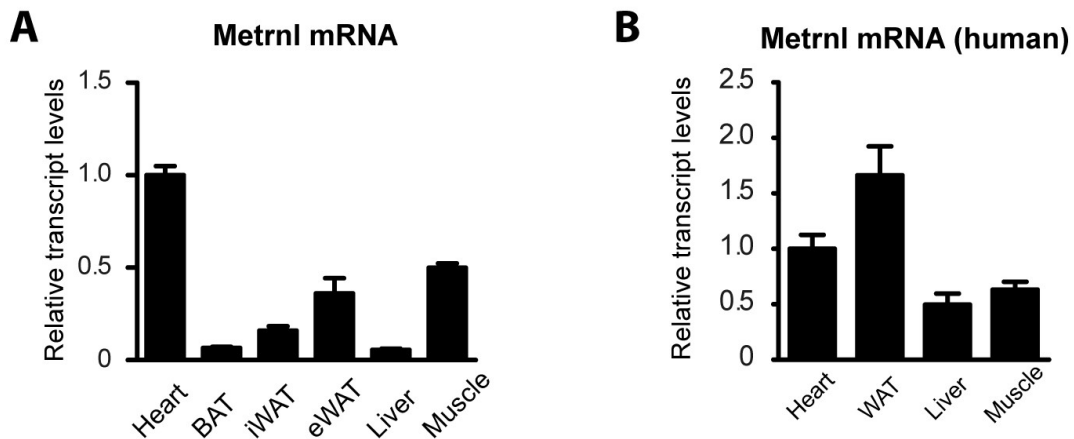 A
Metrnl mRNA
Relative transcript levels
1.5
1.0
0.5
0
Heart
BAT
iWAT
eWAT
Liver
Muscle
B
Metrnl mRNA (human)
Relative transcript levels
2.5
2.0
1.5
1.0
0.5
0
Heart
WAT
Liver
Muscle